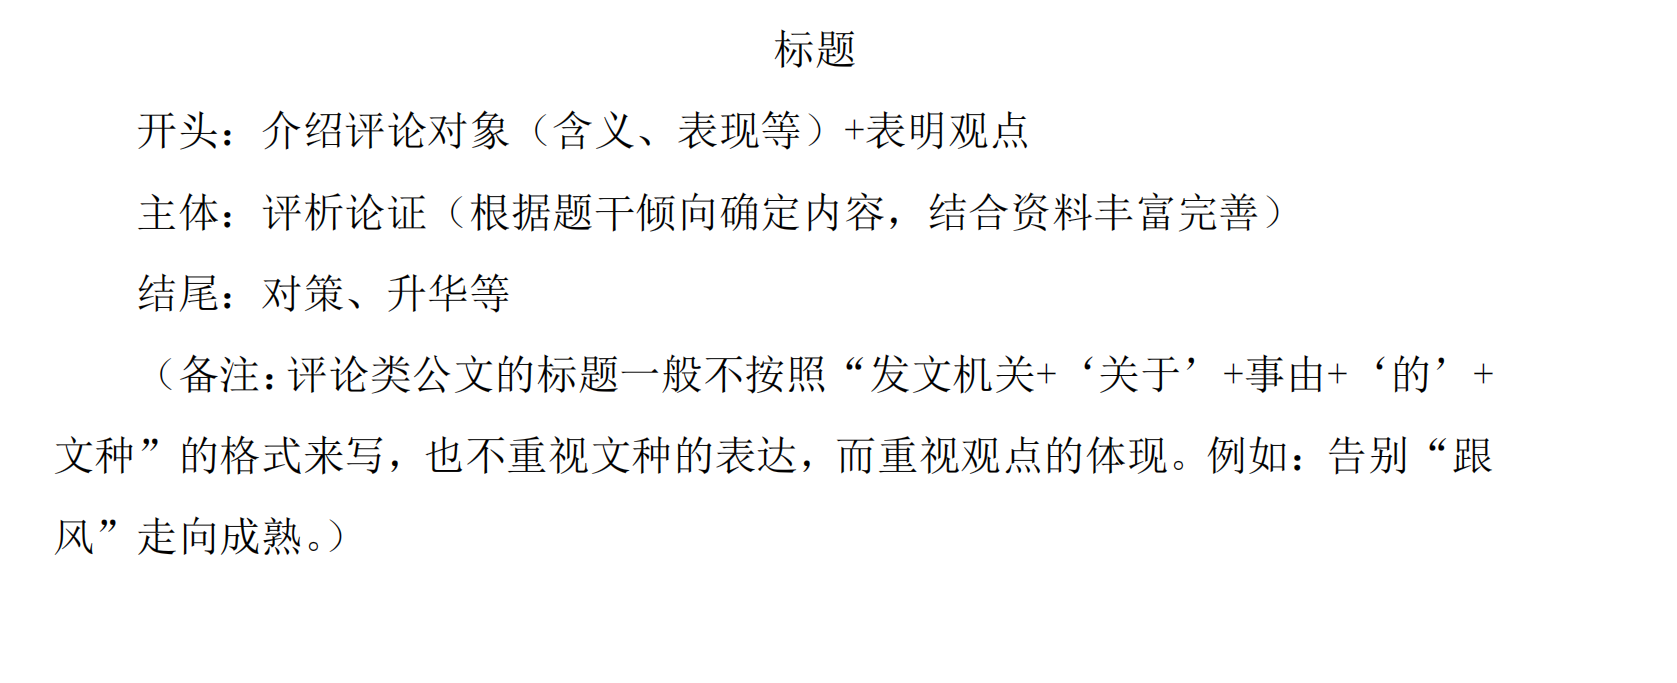 标题
开头：介绍评论对象（含义、表现等）+表明观点
主体：评析论证（根据题干倾向确定内容，结合资料丰富完善）
结尾：对策、升华等
（备注：评论类公文的标题一般不按照“发文机关+‘关于’+事由+‘的’+
文种”的格式来写，也不重视文种的表达，而重视观点的体现。例如：告别“跟
风”走向成熟。）